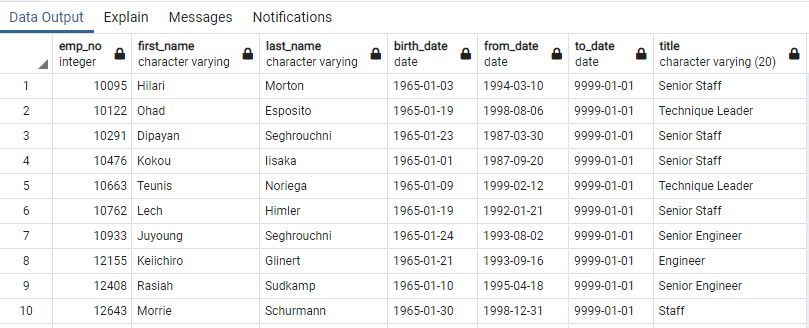 Data Output Explain Messages Notifications
emp_no first_name last_name birth_date from_date to_date title
integer character varying character varying date date date character varying (20)
1 10095 Hilari Morton 1965-01-03 1994-03-10 9999-01-01 Senior Staff
2 10122 Ohad Esposito 1965-01-19 1998-08-06 9999-01-01 Technique Leader
3 10291 Dipayan Seghrouchni 1965-01-23 1987-03-30 9999-01-01 Senior Staff
4 10476 Kokou Iisaka 1965-01-01 1987-09-20 9999-01-01 Senior Staff
5 10663 Teunis Noriega 1965-01-09 1999-02-12 9999-01-01 Technique Leader
6 10762 Lech Himler 1965-01-19 1992-01-21 9999-01-01 Senior Staff
7 10933 Juyoung Seghrouchni 1965-01-24 1993-08-02 9999-01-01 Senior Engineer
8 12155 Keiichiro Glinert 1965-01-21 1993-09-16 9999-01-01 Engineer
9 12408 Rasiah Sudkamp 1965-01-10 1995-04-18 9999-01-01 Senior Engineer
10 12643 Morrie Schurmann 1965-01-30 1998-12-31 9999-01-01 Staff